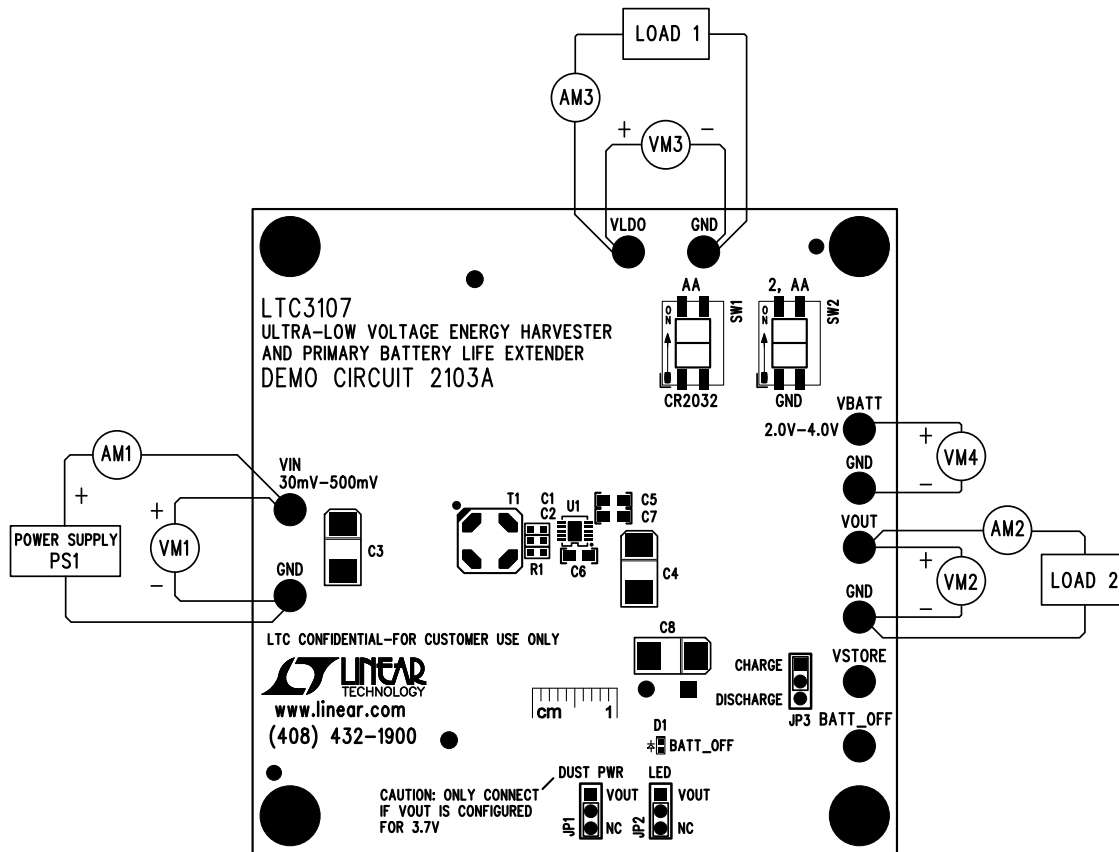 LOAD 1
AM3
+ VM3 -
VLDO GND
AA 2, AA
LTC3107
ULTRA-LOW VOLTAGE ENERGY HARVESTER
AND PRIMARY BATTERY LIFE EXTENDER
DEMO CIRCUIT 2103A
ON SW1
ON SW2
CR2032 GND
VBATT
2.0V-4.0V
+ VM4 -
GND
AM1
VIN
30mV-500mV
+
+ VM1 -
POWER SUPPLY
PS1
GND
C3
T1
C1
C2
U1
C5
C7
R1
C6
C4
VOUT
AM2
+ VM2 -
LOAD 2
GND
LTC CONFIDENTIAL-FOR CUSTOMER USE ONLY
LINEAR
TECHNOLOGY
www.linear.com
(408) 432-1900
C8
CHARGE
DISCHARGE
JP3
VSTORE
BATT_OFF
cm 1
D1
BATT_OFF
DUST PWR LED
CAUTION: ONLY CONNECT
IF VOUT IS CONFIGURED
FOR 3.7V
JP1 VOUT NC
JP2 VOUT NC